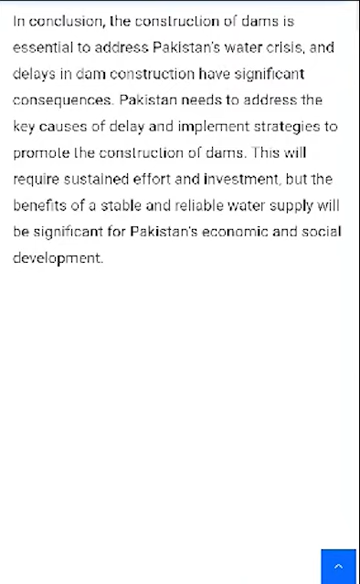 In conclusion, the construction of dams is
essential to address Pakistan's water crisis, and
delays in dam construction have significant
consequences. Pakistan needs to address the
key causes of delay and implement strategies to
promote the construction of dams. This will
require sustained effort and investment, but the
benefits of a stable and reliable water supply will
be significant for Pakistan's economic and social
development.